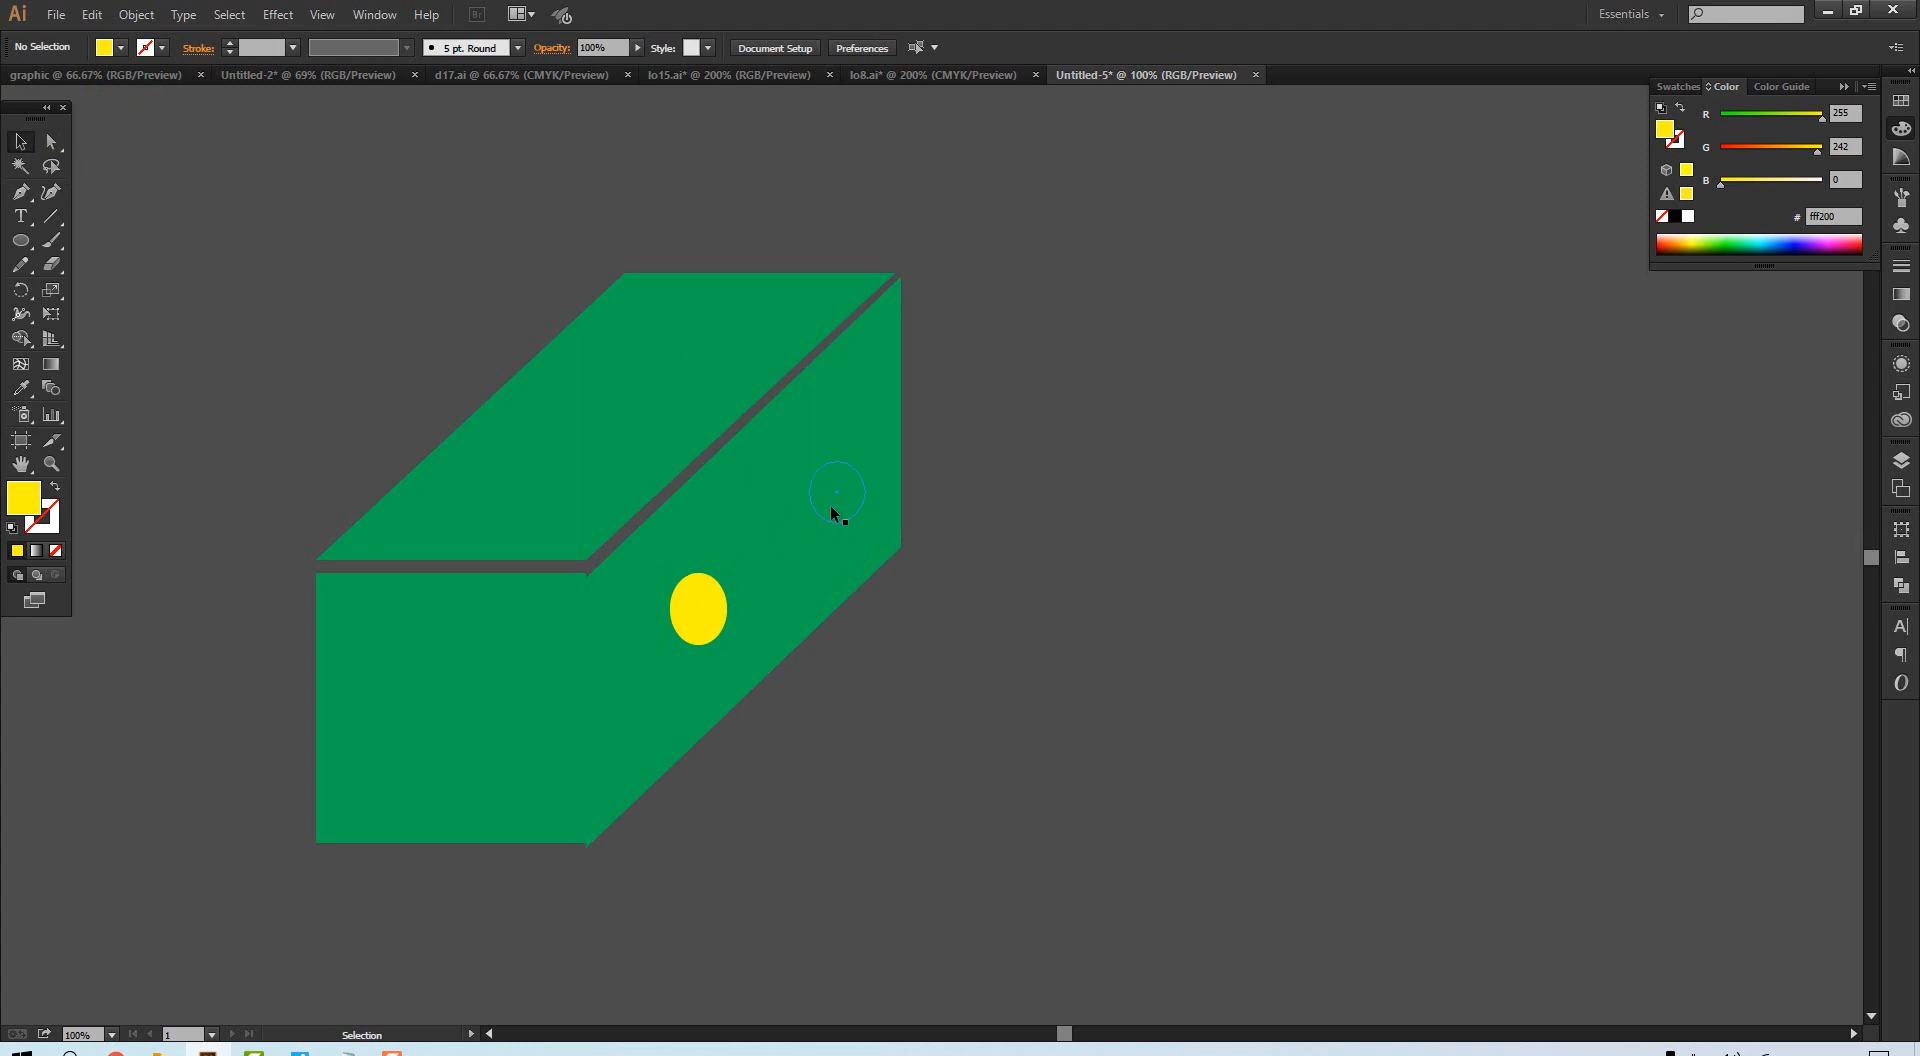 Ai File Edit Object Type Select Effect View Window Help Br Essentials
No Selection Stroke: 5 pt. Round Opacity: 100% Style: Document Setup Preferences
graphic @ 66.67% (RGB/Preview) Untitled-2* @ 69% (RGB/Preview) d17.ai @ 66.67% (CMYK/Preview) lo15.ai* @ 200% (RGB/Preview) lo8.ai* @ 200% (CMYK/Preview) Untitled-5* @ 100% (RGB/Preview)
Swatches Color Color Guide
R 255
G 242
B 0
# fff200
100% 1 Selection